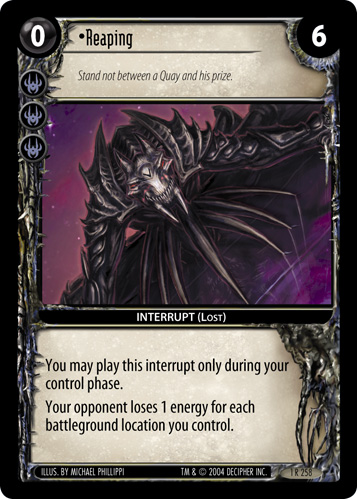 0 •Reaping 6
Stand not between a Quay and his prize.
INTERRUPT (LOST)
You may play this interrupt only during your
control phase.
Your opponent loses 1 energy for each
battleground location you control.
ILLUS. BY MICHAEL PHILLIPPI TM & © 2004 DECIPHER INC. 1 R 258